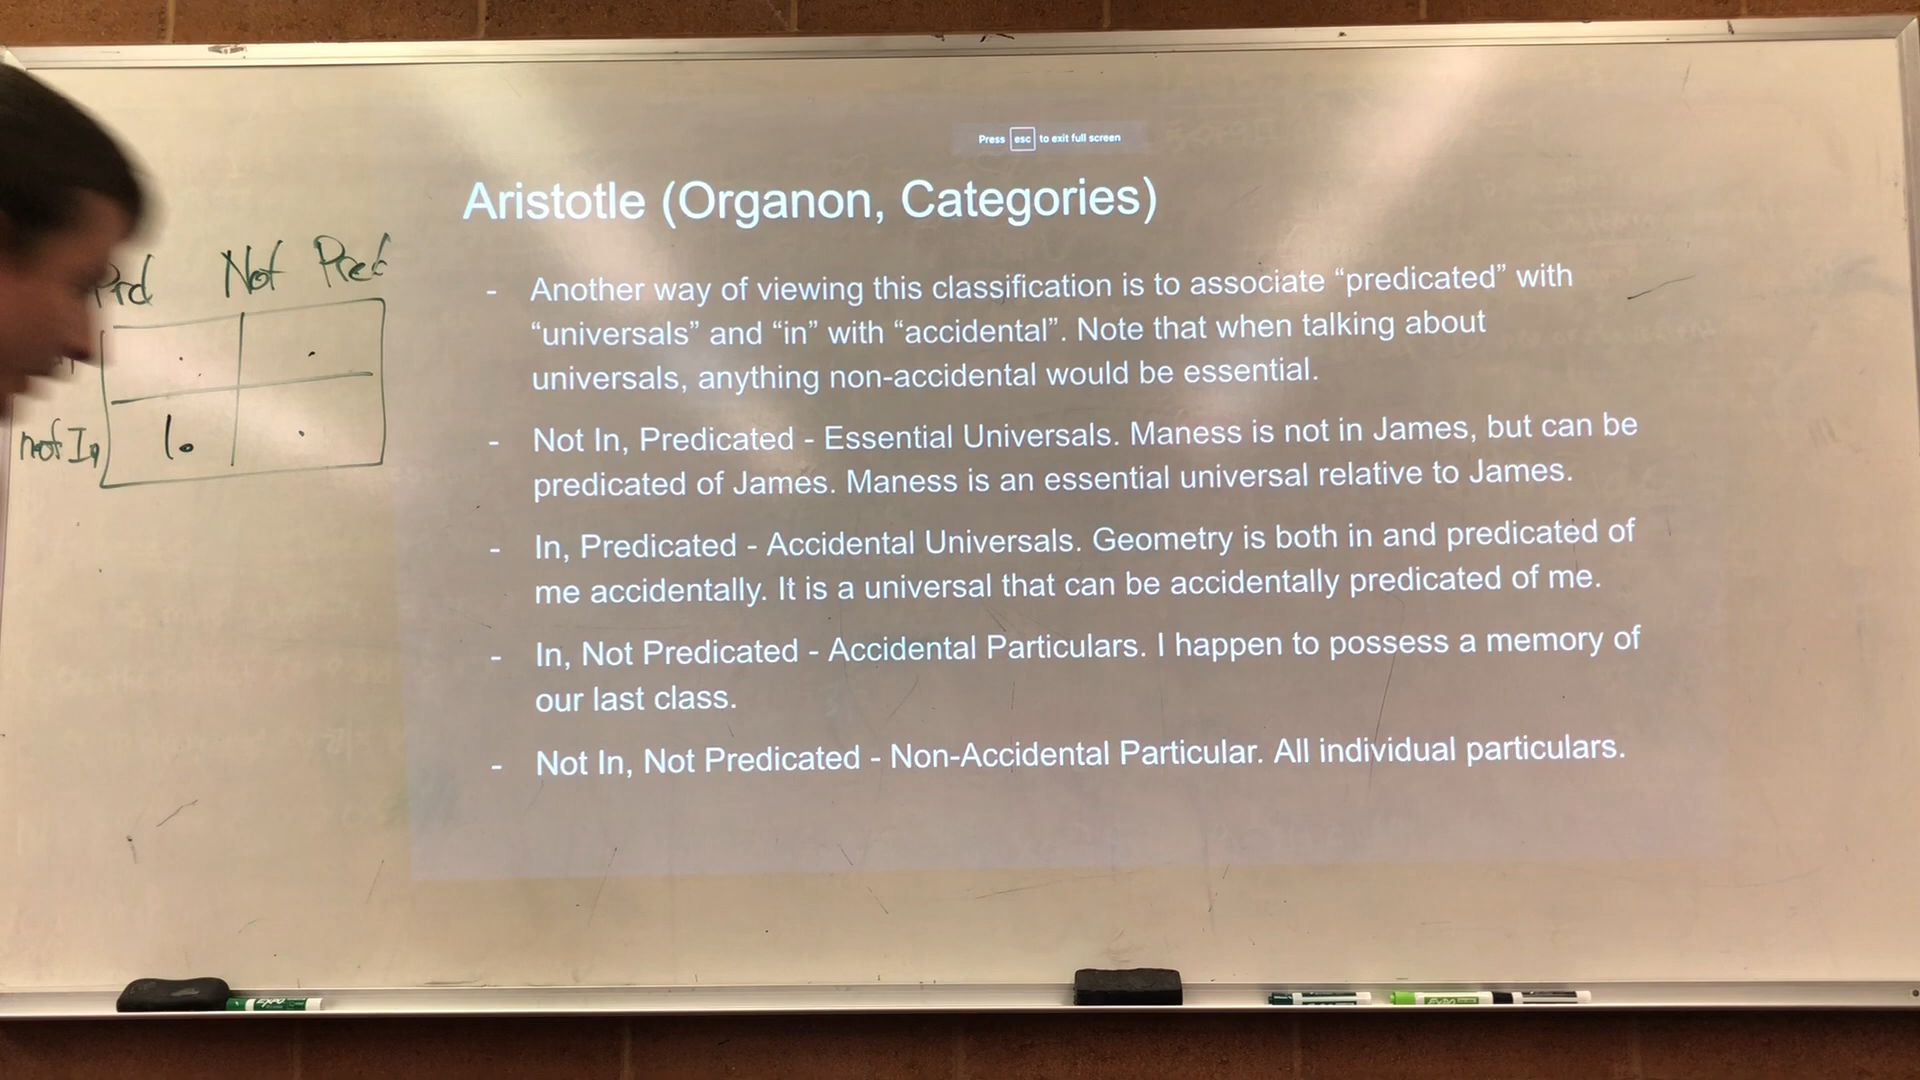 Press esc to exit full screen
Aristotle (Organon, Categories)
Not Pred
not In
1.
- Another way of viewing this classification is to associate “predicated” with
“universals” and “in” with “accidental”. Note that when talking about
universals, anything non-accidental would be essential.
- Not In, Predicated - Essential Universals. Maness is not in James, but can be
predicated of James. Maness is an essential universal relative to James.
- In, Predicated - Accidental Universals. Geometry is both in and predicated of
me accidentally. It is a universal that can be accidentally predicated of me.
- In, Not Predicated - Accidental Particulars. I happen to possess a memory of
our last class.
- Not In, Not Predicated - Non-Accidental Particular. All individual particulars.
EXPO
EXPO